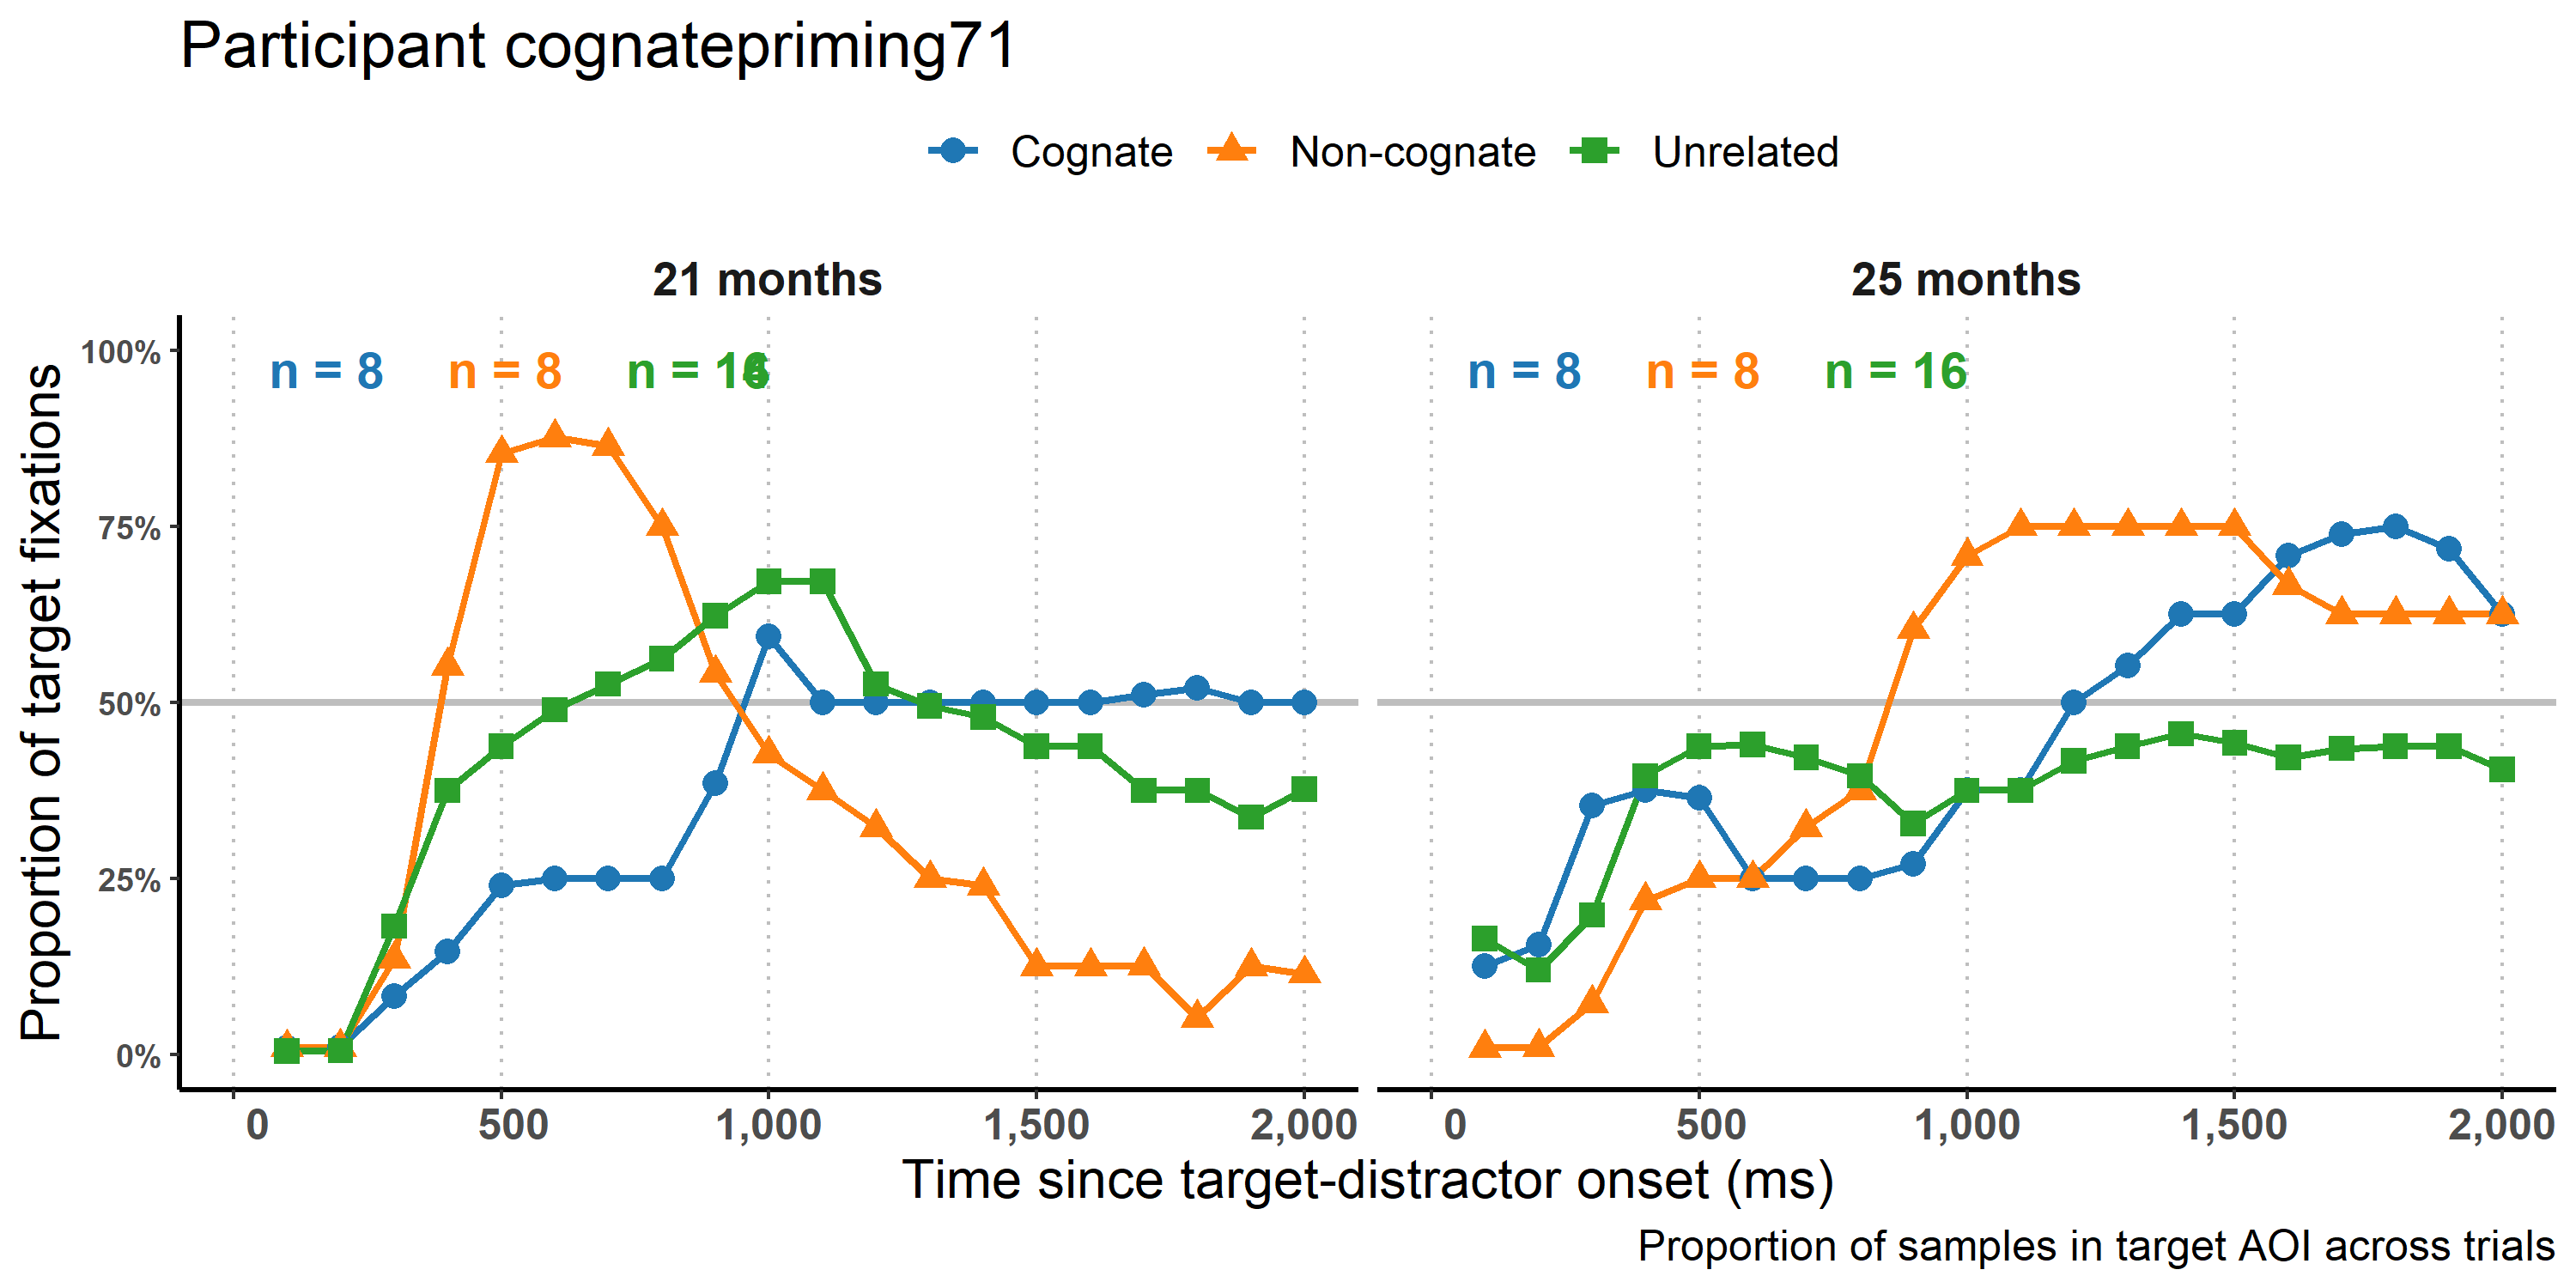 Participant cognatepriming71
Cognate Non-cognate Unrelated
21 months 25 months
n = 8 n = 8 n = n = 8 n = 8 n = 16
100%
75%
50%
25%
0%
Proportion of target fixations
0 500 1,000 1,500 2,000 0 500 1,000 1,500 2,000
Time since target-distractor onset (ms)
Proportion of samples in target AOI across trials